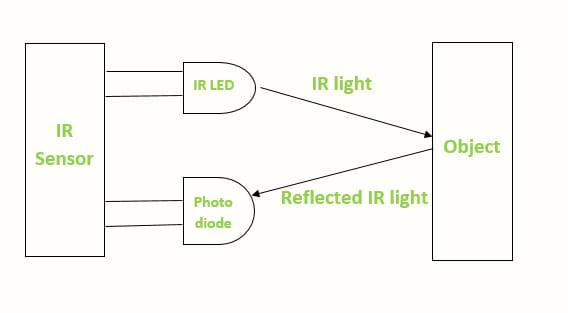 IR
Sensor
IR LED
IR light
Object
Photo
diode
Reflected IR light